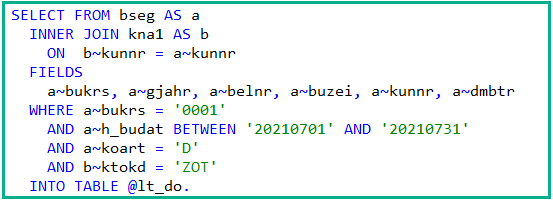 SELECT FROM bseg AS a
INNER JOIN kna1 AS b
ON b~kunnr = a~kunnr
FIELDS
a~bukrs, a~gjahr, a~belnr, a~buzei, a~kunnr, a~dmbtr
WHERE a~bukrs = '0001'
AND a~h_budat BETWEEN '20210701' AND '20210731'
AND a~koart = 'D'
AND b~ktokd = 'ZOT'
INTO TABLE @lt_do.